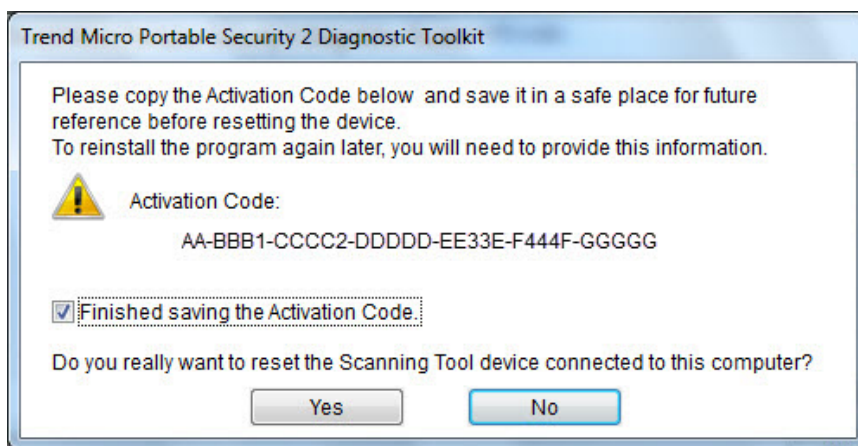 Trend Micro Portable Security 2 Diagnostic Toolkit
Please copy the Activation Code below and save it in a safe place for future
reference before resetting the device.
To reinstall the program again later, you will need to provide this information.
Activation Code:
AA-BBB1-CCCC2-DDDDD-EE33E-F444F-GGGGG
Finished saving the Activation Code.
Do you really want to reset the Scanning Tool device connected to this computer?
Yes
No